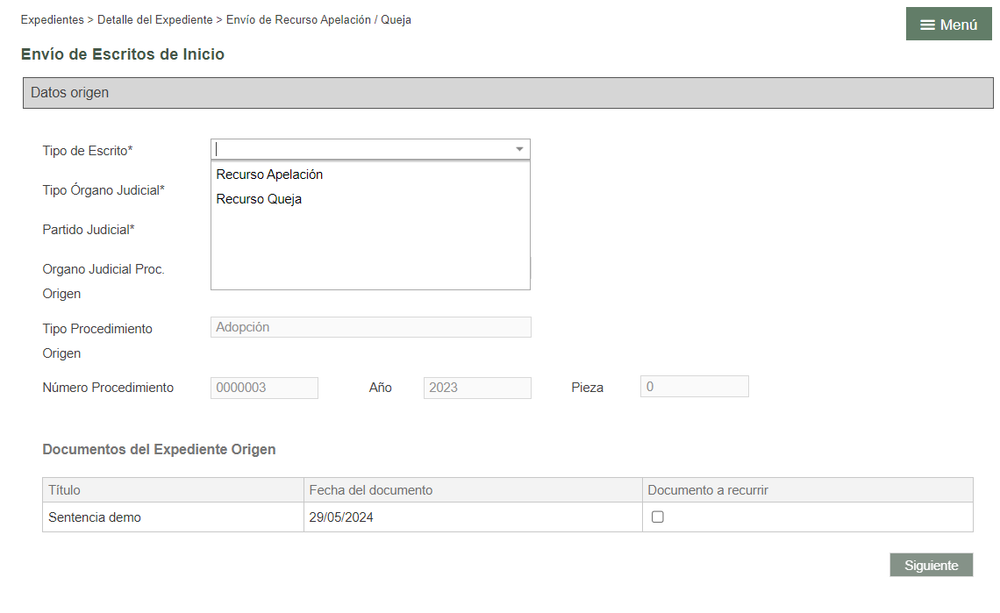 Expedientes > Detalle del Expediente > Envío de Recurso Apelación / Queja
Menú
Envío de Escritos de Inicio
Datos origen
Tipo de Escrito*
Recurso Apelación
Tipo Órgano Judicial*
Recurso Queja
Partido Judicial*
Organo Judicial Proc.
Origen
Tipo Procedimiento
Origen
Adopción
Número Procedimiento 0000003 Año 2023 Pieza 0
Documentos del Expediente Origen
Título Fecha del documento Documento a recurrir
Sentencia demo 29/05/2024
Siguiente